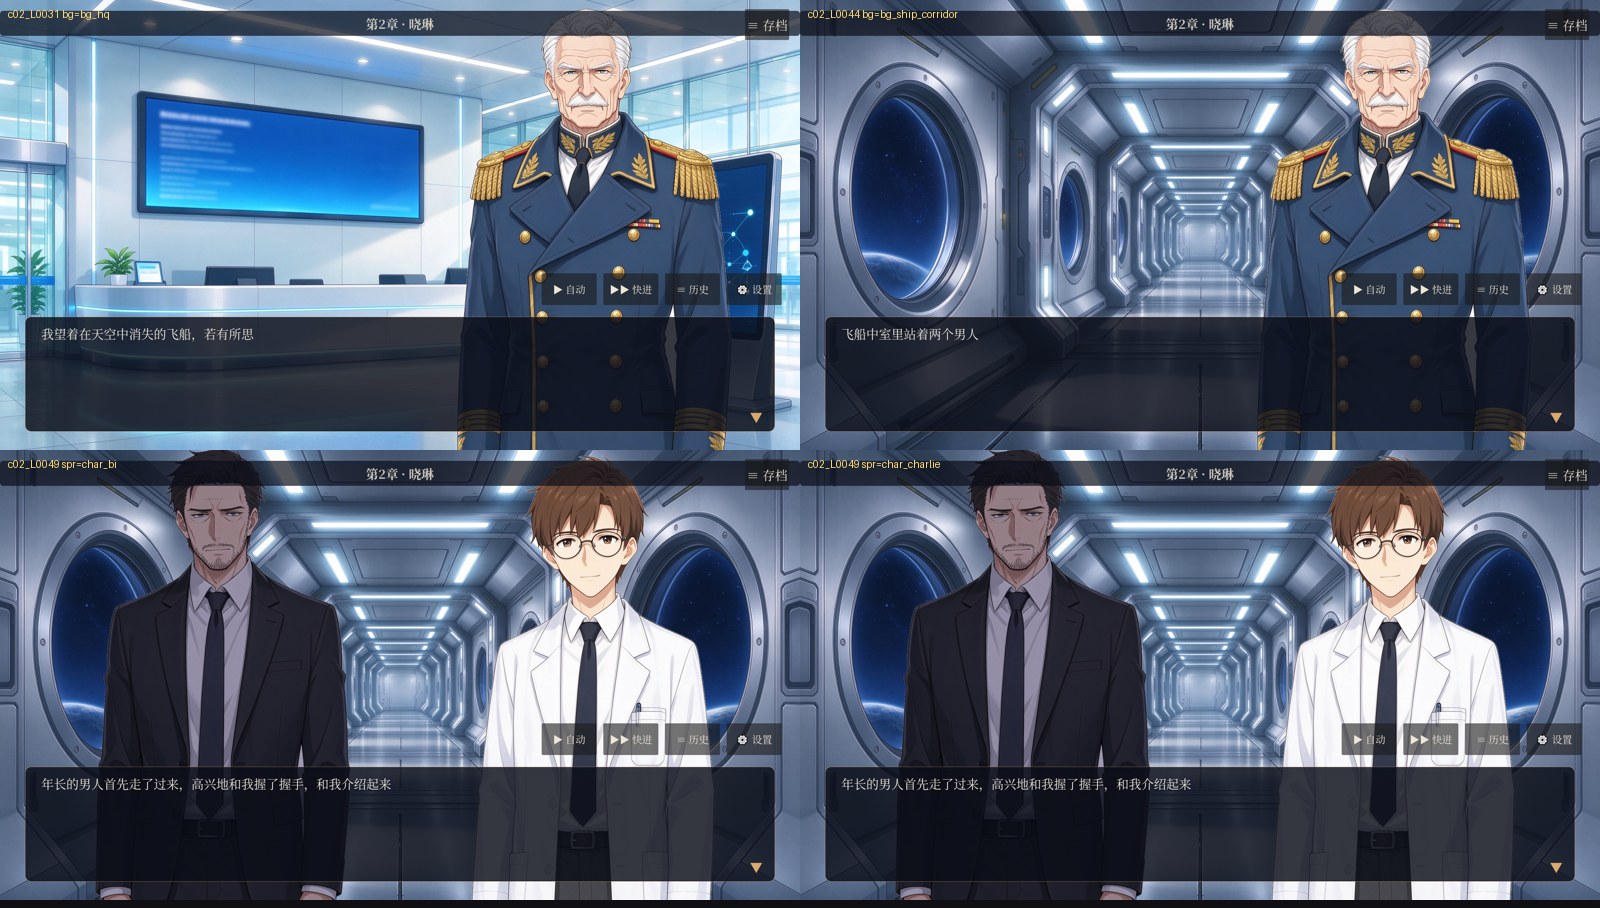 c02_L0031 bg=bg_hq
第2章 · 晓琳
≡ 存档
▶ 自动
▶▶ 快进
≡ 历史
设置
我望着在天空中消失的飞船，若有所思
c02_L0044 bg=bg_ship_corridor
第2章 · 晓琳
≡ 存档
▶ 自动
▶▶ 快进
≡ 历史
设置
飞船中室里站着两个男人
c02_L0049 spr=char_bi
第2章 · 晓琳
≡ 存档
▶ 自动
▶▶ 快进
≡ 历史
设置
年长的男人首先走了过来，高兴地和我握了握手，和我介绍起来
c02_L0049 spr=char_charlie
第2章 · 晓琳
≡ 存档
▶ 自动
▶▶ 快进
≡ 历史
设置
年长的男人首先走了过来，高兴地和我握了握手，和我介绍起来